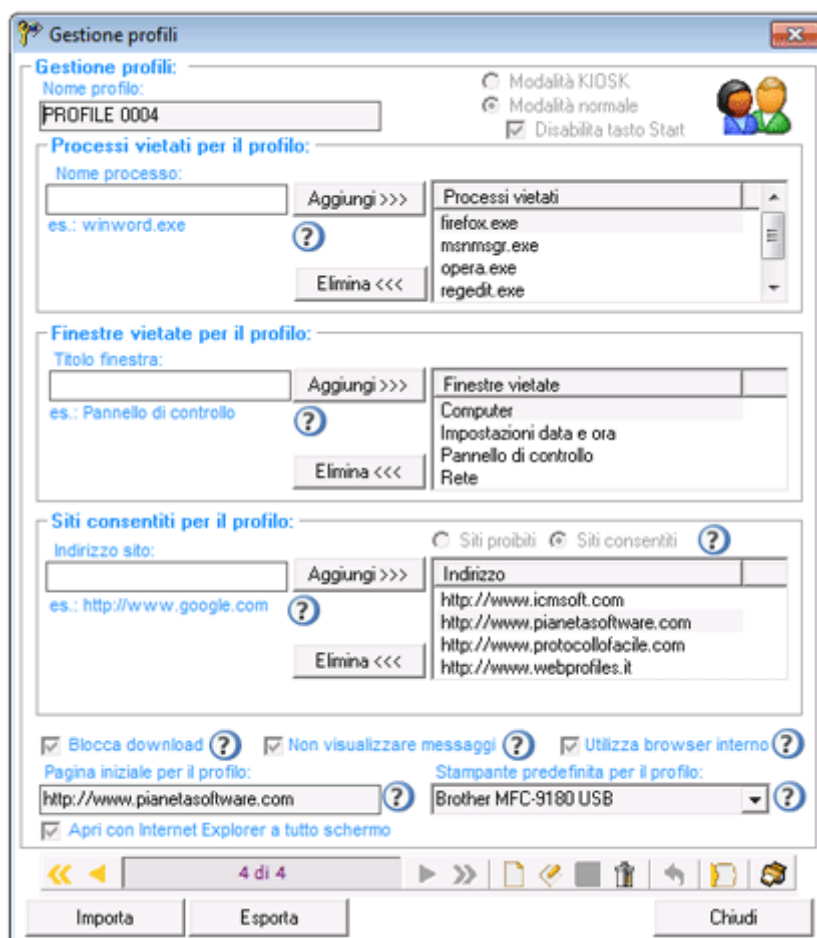 Gestione profili
Gestione profili:
Nome profilo:
PROFILE 0004
Modalità KIOSK
Modalità normale
Disabilita tasto Start
Processi vietati per il profilo:
Nome processo:
Aggiungi >>>
es.: winword.exe
Elimina <<<
Processi vietati
firefox.exe
msnmsgr.exe
opera.exe
regedit.exe
Finestre vietate per il profilo:
Titolo finestra:
Aggiungi >>>
es.: Pannello di controllo
Elimina <<<
Finestre vietate
Computer
Impostazioni data e ora
Pannello di controllo
Rete
Siti consentiti per il profilo:
Siti proibiti Siti consentiti
Indirizzo sito:
Aggiungi >>>
es.: http://www.google.com
Elimina <<<
Indirizzo
http://www.icmsoft.com
http://www.pianetasoftware.com
http://www.protocollofacile.com
http://www.webprofiles.it
Blocca download Non visualizzare messaggi Utilizza browser interno
Pagina iniziale per il profilo:
http://www.pianetasoftware.com
Stampante predefinita per il profilo:
Brother MFC-9180 USB
Apri con Internet Explorer a tutto schermo
4 di 4
Importa Esporta Chiudi